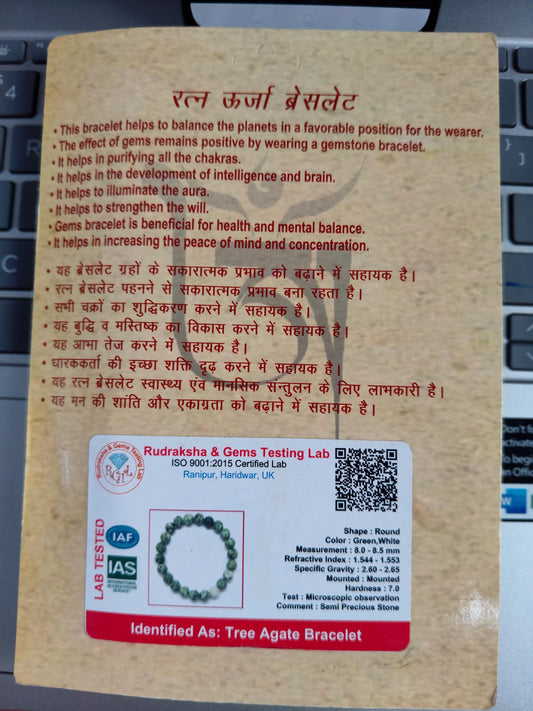 रत्न ऊर्जा ब्रेसलेट
• This bracelet helps to balance the planets in a favorable position for the wearer.
• The effect of gems remains positive by wearing a gemstone bracelet.
• It helps in purifying all the chakras.
• It helps in the development of intelligence and brain.
• It helps to illuminate the aura.
• It helps to strengthen the will.
• Gems bracelet is beneficial for health and mental balance.
• It helps in increasing the peace of mind and concentration.
• यह ब्रेसलेट ग्रहों के सकारात्मक प्रभाव को बढ़ाने में सहायक है।
• रत्न ब्रेसलेट पहनने से सकारात्मक प्रभाव बना रहता है।
• सभी चक्रों का शुद्धिकरण करने में सहायक है।
• यह बुद्धि व मस्तिष्क का विकास करने में सहायक है।
• यह आभा तेज करने में सहायक है।
• धारककर्ता की इच्छा शक्ति दृढ़ करने में सहायक है।
• यह रत्न ब्रेसलेट स्वास्थ्य एंव मानसिक संन्तुलन के लिए लाभकारी है।
• यह मन की शांति और एकाग्रता को बढ़ाने में सहायक है।
Rudraksha & Gems Testing Lab
RGTL
Rudraksha & Gems Testing Lab
ISO 9001:2015 Certified Lab
Ranipur, Haridwar, UK
LAB TESTED
IAF
IAS
INTERNATIONAL
ACCREDITATION
SERVICE
Shape : Round
Color : Green,White
Measurement : 8.0 - 8.5 mm
Refractive Index : 1.544 - 1.553
Specific Gravity : 2.60 - 2.65
Mounted : Mounted
Hardness : 7.0
Test : Microscopic observation
Comment : Semi Precious Stone
Identified As: Tree Agate Bracelet